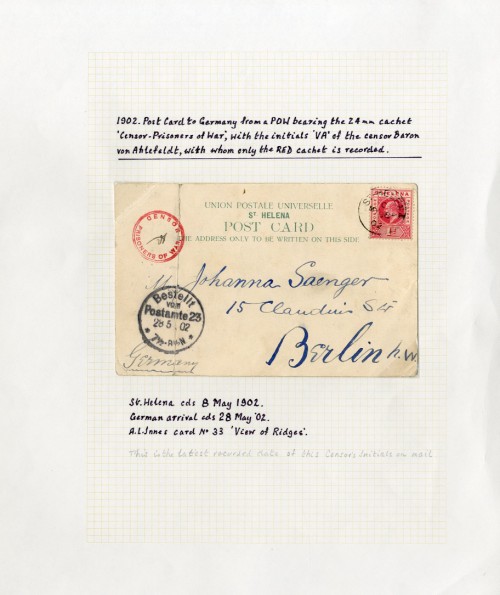 1902. Post Card to Germany from a POW bearing the 24mm cachet
'Censor-Prisoners of War', with the initials 'VA' of the censor Baron
von Ahlefeldt, with whom only the RED cachet is recorded.
UNION POSTALE UNIVERSELLE
ST HELENA
POST CARD
THE ADDRESS ONLY TO BE WRITTEN ON THIS SIDE
CENSOR
PRISONERS OF WAR
Johanna Saenger
15 Claudius Str
Berlin N.W.
Bestellt
vom
Postamte 23
28 5. 02
Germany
St. Helena cds 8 May 1902.
German arrival cds 28 May '02.
A.L. Innes card No 33 'View of Ridges'.
This is the latest recorded date of this Censors initials on mail